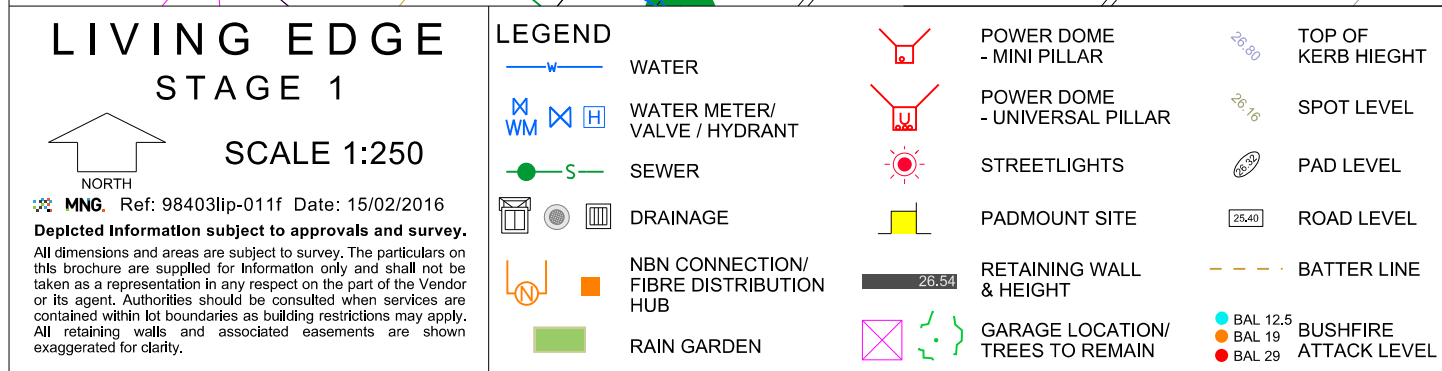 LIVING EDGE
STAGE 1
SCALE 1:250
NORTH
MNG. Ref: 98403lip-011f Date: 15/02/2016
Depicted Information subject to approvals and survey.
All dimensions and areas are subject to survey. The particulars on
this brochure are supplied for information only and shall not be
taken as a representation in any respect on the part of the Vendor
or its agent. Authorities should be consulted when services are
contained within lot boundaries as building restrictions may apply.
All retaining walls and associated easements are shown
exaggerated for clarity.
LEGEND
W
WATER
WM
H
WATER METER/
VALVE / HYDRANT
S
SEWER
DRAINAGE
N
NBN CONNECTION/
FIBRE DISTRIBUTION
HUB
RAIN GARDEN
POWER DOME
- MINI PILLAR
U
POWER DOME
- UNIVERSAL PILLAR
STREETLIGHTS
PADMOUNT SITE
26.54
RETAINING WALL
& HEIGHT
GARAGE LOCATION/
TREES TO REMAIN
26.80
TOP OF
KERB HIEGHT
26.16
SPOT LEVEL
26.32
PAD LEVEL
25.40
ROAD LEVEL
BATTER LINE
BAL 12.5
BAL 19
BAL 29
BUSHFIRE
ATTACK LEVEL